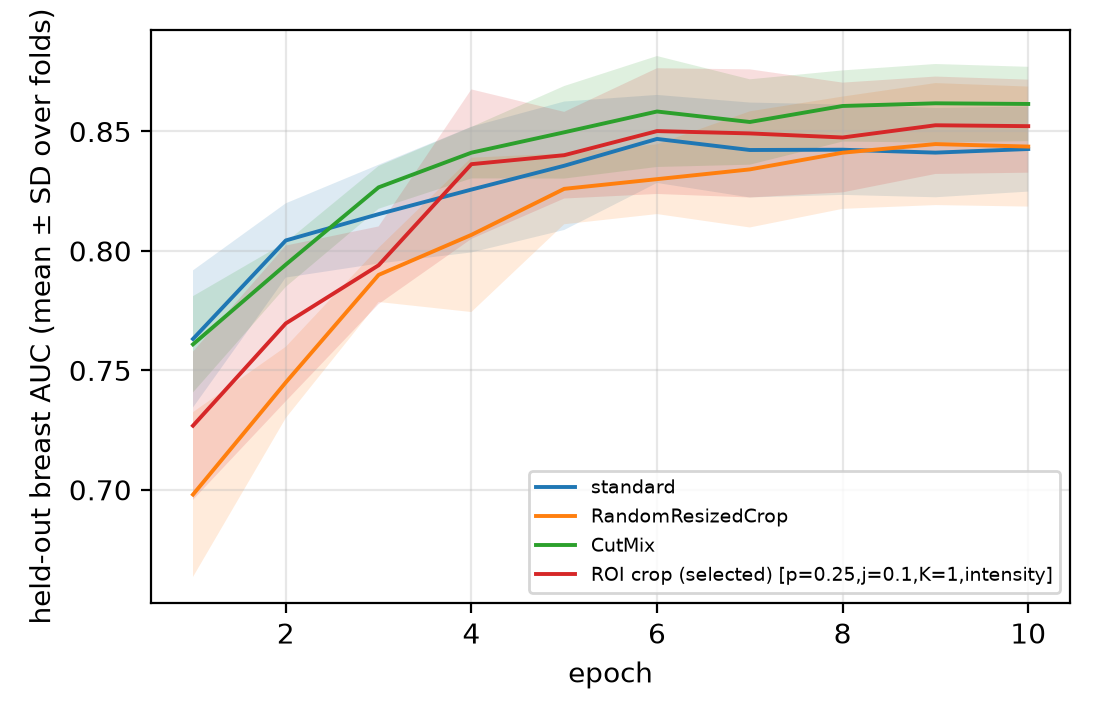 held-out breast AUC (mean ± SD over folds)
0.85
0.80
0.75
0.70
2
4
6
8
10
epoch
standard
RandomResizedCrop
CutMix
ROI crop (selected) [p=0.25,j=0.1,K=1,intensity]